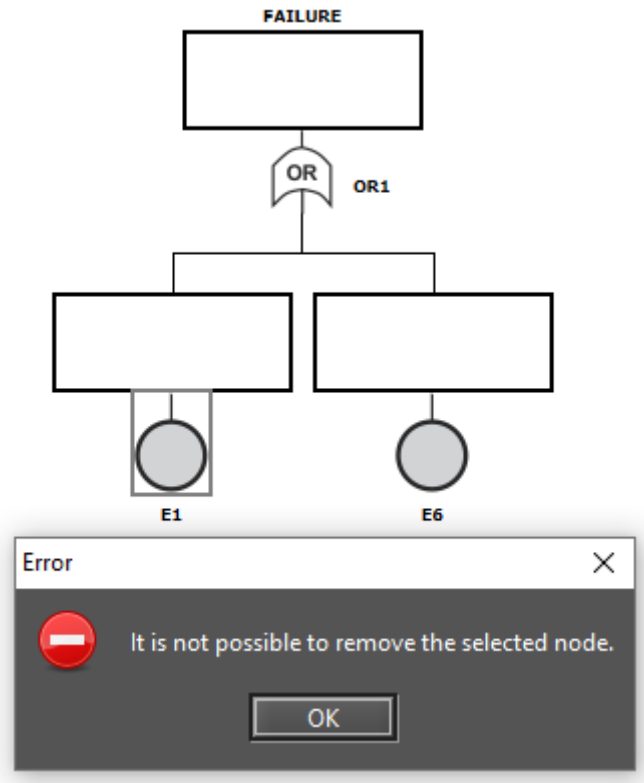 FAILURE
OR
OR1
E1
E6
Error
It is not possible to remove the selected node.
OK